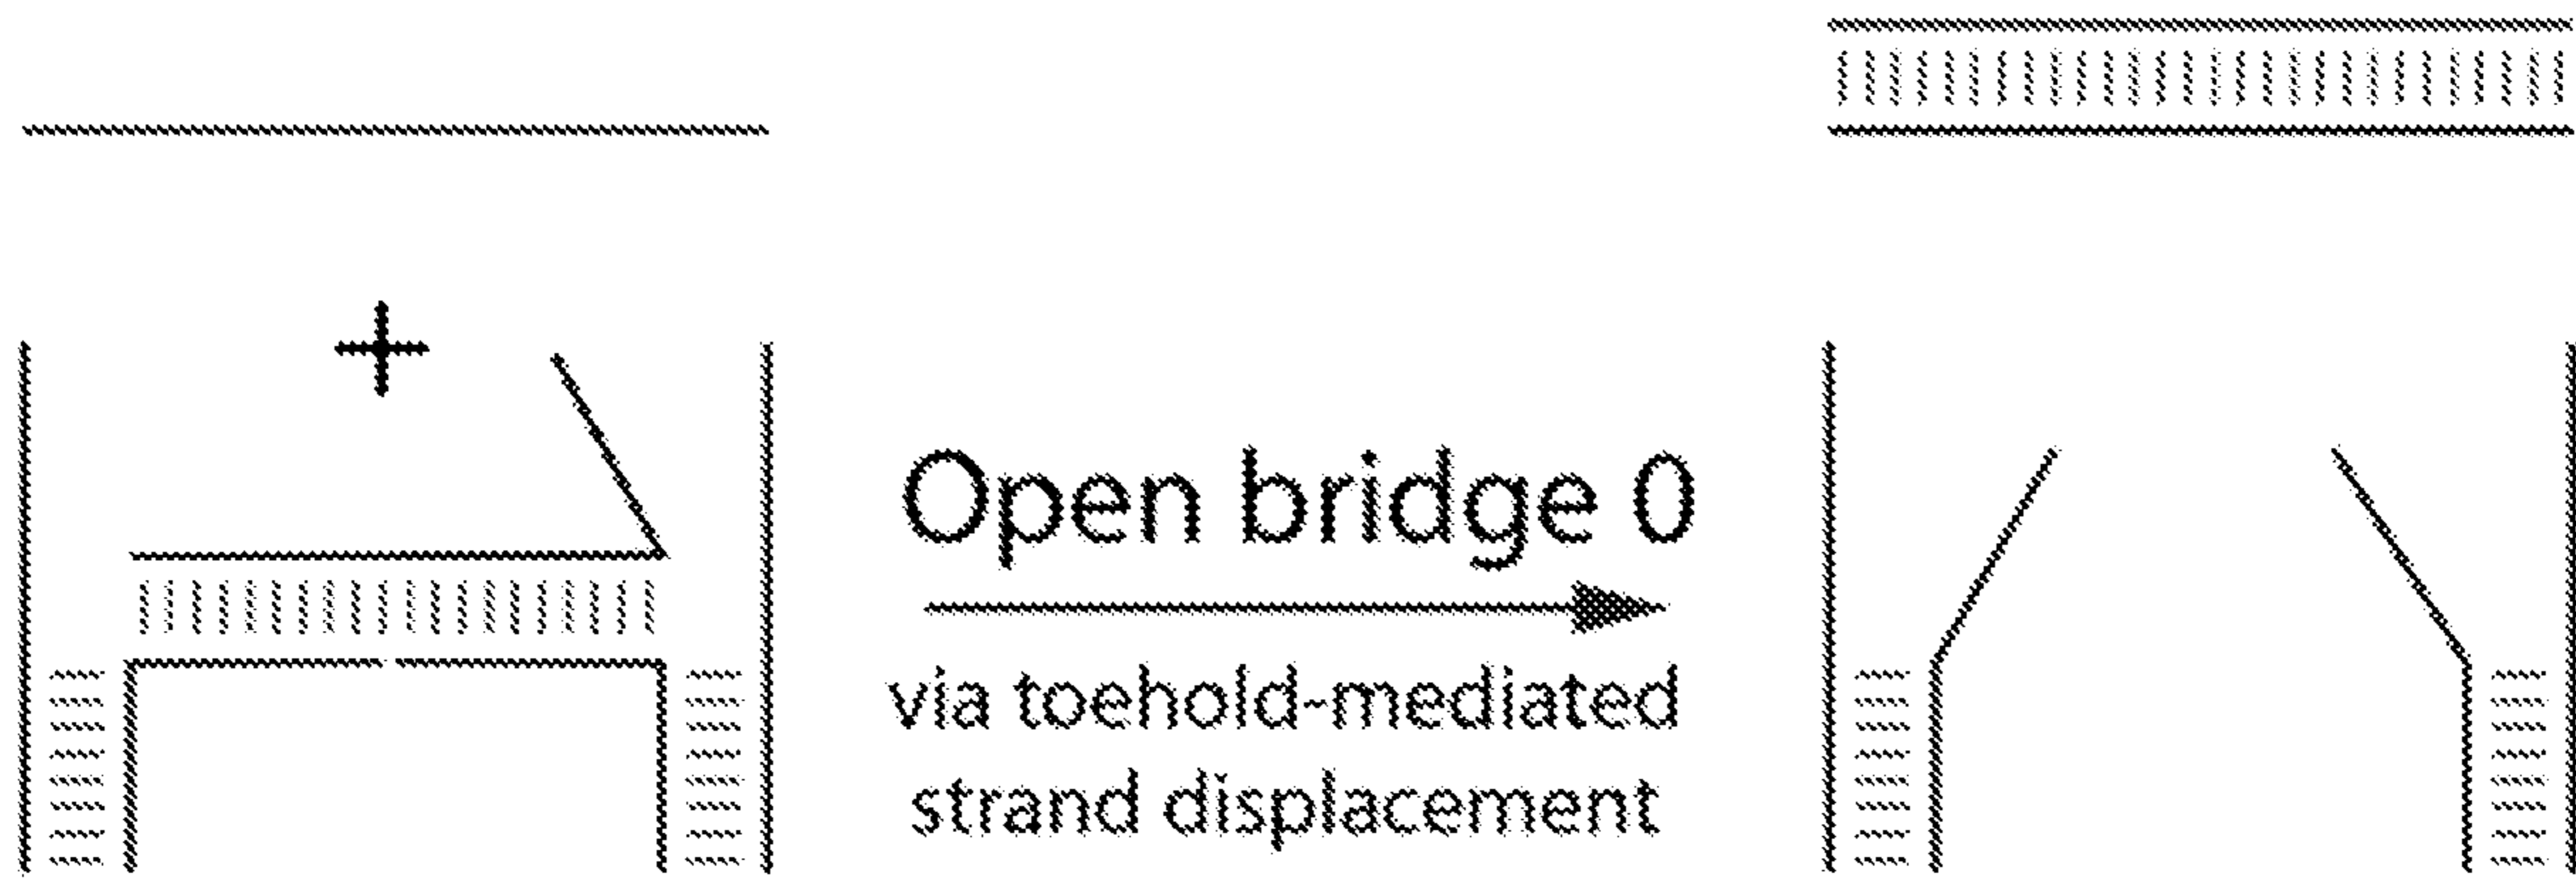 Open bridge 0
via toehold-mediated
strand displacement